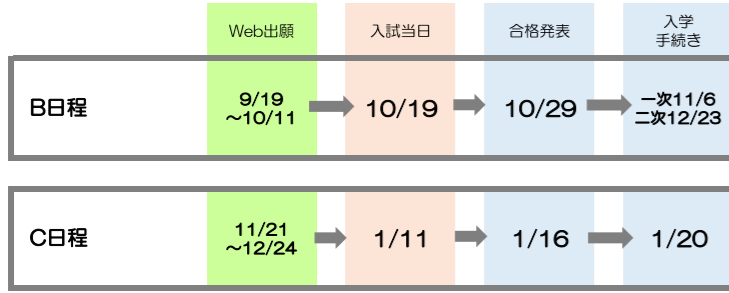 Web出願 入試当日 合格発表 入学
手続き
B日程 9/19
～10/11 10/19 10/29 一次11/6
二次12/23
C日程 11/21
～12/24 1/11 1/16 1/20